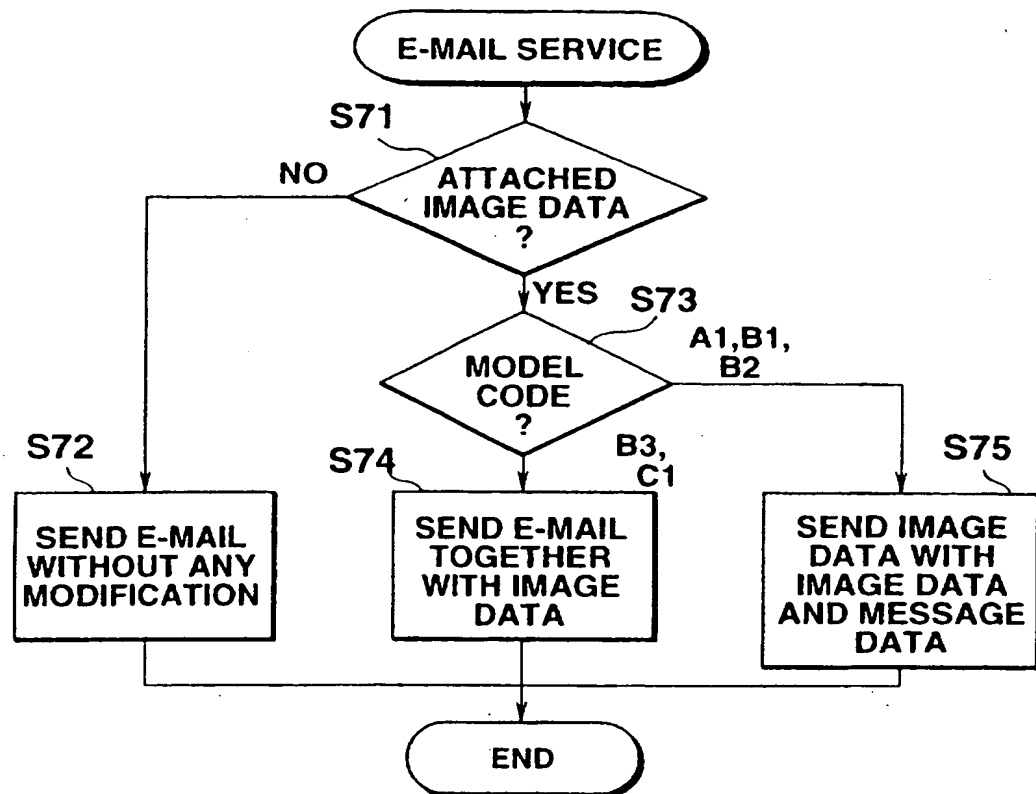 E-MAIL SERVICE
S71
NO
ATTACHED
IMAGE DATA
?
YES
S73
A1,B1,
B2
MODEL
CODE
?
B3,
C1
S72
SEND E-MAIL
WITHOUT ANY
MODIFICATION
S74
SEND E-MAIL
TOGETHER
WITH IMAGE
DATA
S75
SEND IMAGE
DATA WITH
IMAGE DATA
AND MESSAGE
DATA
END